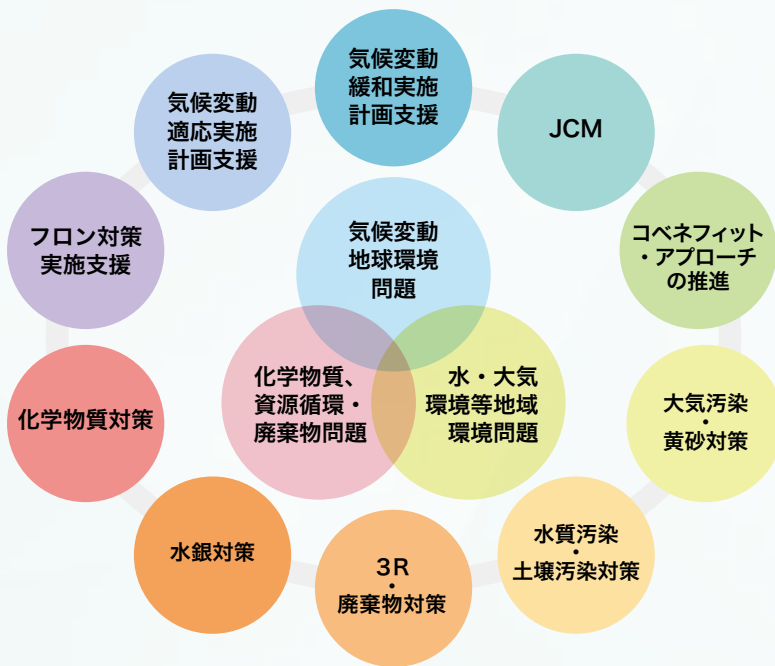 気候変動
緩和実施
計画支援
JCM
コベネフィット
・アプローチ
の推進
大気汚染
・
黄砂対策
水質汚染
・
土壌汚染対策
3R
・
廃棄物対策
水銀対策
化学物質対策
フロン対策
実施支援
気候変動
適応実施
計画支援
気候変動
地球環境
問題
化学物質、
資源循環・
廃棄物問題
水・大気
環境等地域
環境問題